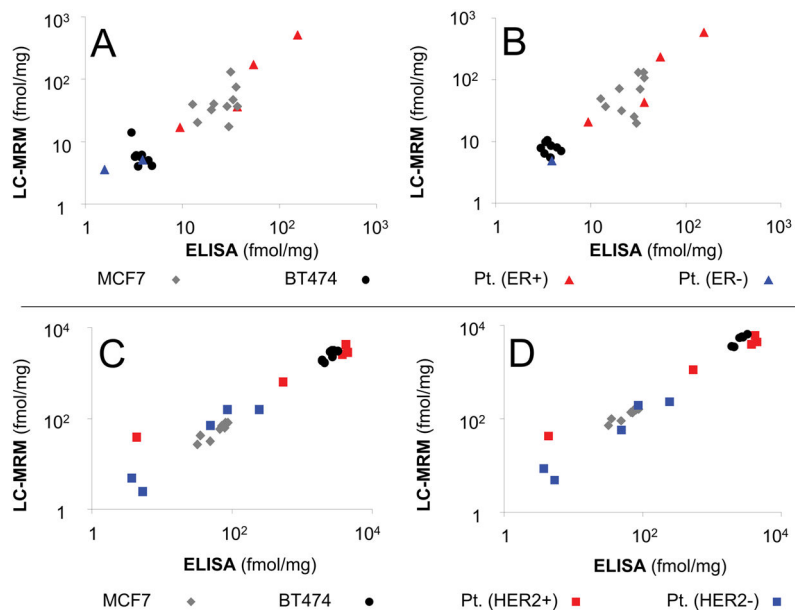 A
B
LC-MRM (fmol/mg)
10³
10²
10
1
1
10
10²
10³
ELISA (fmol/mg)
LC-MRM (fmol/mg)
10³
10²
10
1
1
10
10²
10³
ELISA (fmol/mg)
MCF7
BT474
Pt. (ER+)
Pt. (ER-)
C
D
LC-MRM (fmol/mg)
10⁴
10²
1
1
10²
10⁴
ELISA (fmol/mg)
LC-MRM (fmol/mg)
10⁴
10²
1
1
10²
10⁴
ELISA (fmol/mg)
MCF7
BT474
Pt. (HER2+)
Pt. (HER2-)